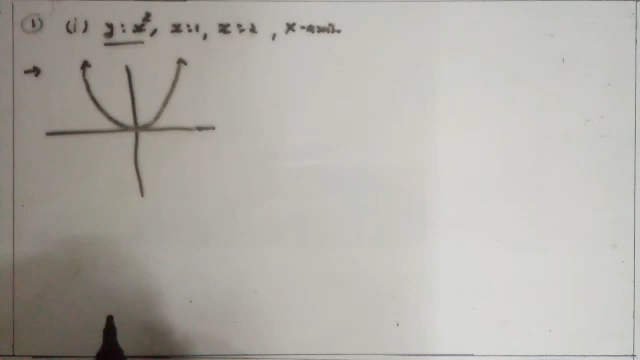 ① (i) y = x², x=1, x=2, X-axis.
→